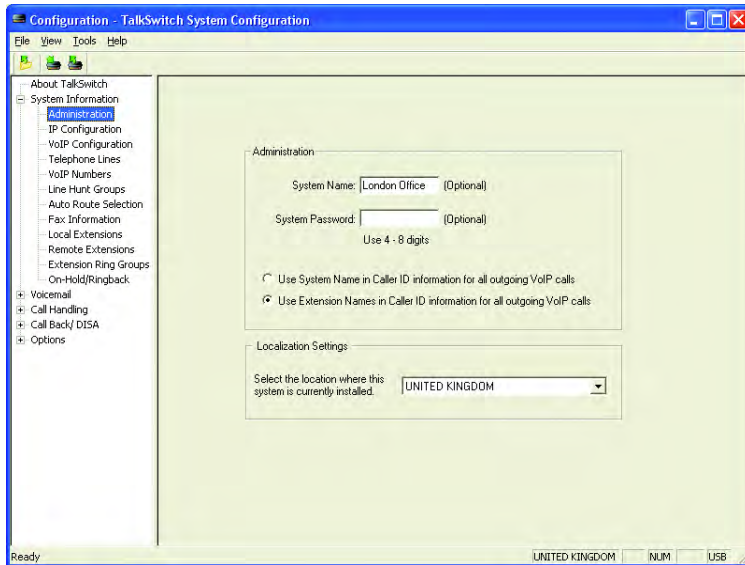 Configuration - TalkSwitch System Configuration
File View Tools Help
About TalkSwitch
System Information
Administration
IP Configuration
VoIP Configuration
Telephone Lines
VoIP Numbers
Line Hunt Groups
Auto Route Selection
Fax Information
Local Extensions
Remote Extensions
Extension Ring Groups
On-Hold/Ringback
Voicemail
Call Handling
Call Back/ DISA
Options
Administration
System Name: London Office (Optional)
System Password: (Optional)
Use 4 - 8 digits
Use System Name in Caller ID information for all outgoing VoIP calls
Use Extension Names in Caller ID information for all outgoing VoIP calls
Localization Settings
Select the location where this
system is currently installed.
UNITED KINGDOM
Ready UNITED KINGDOM NUM USB